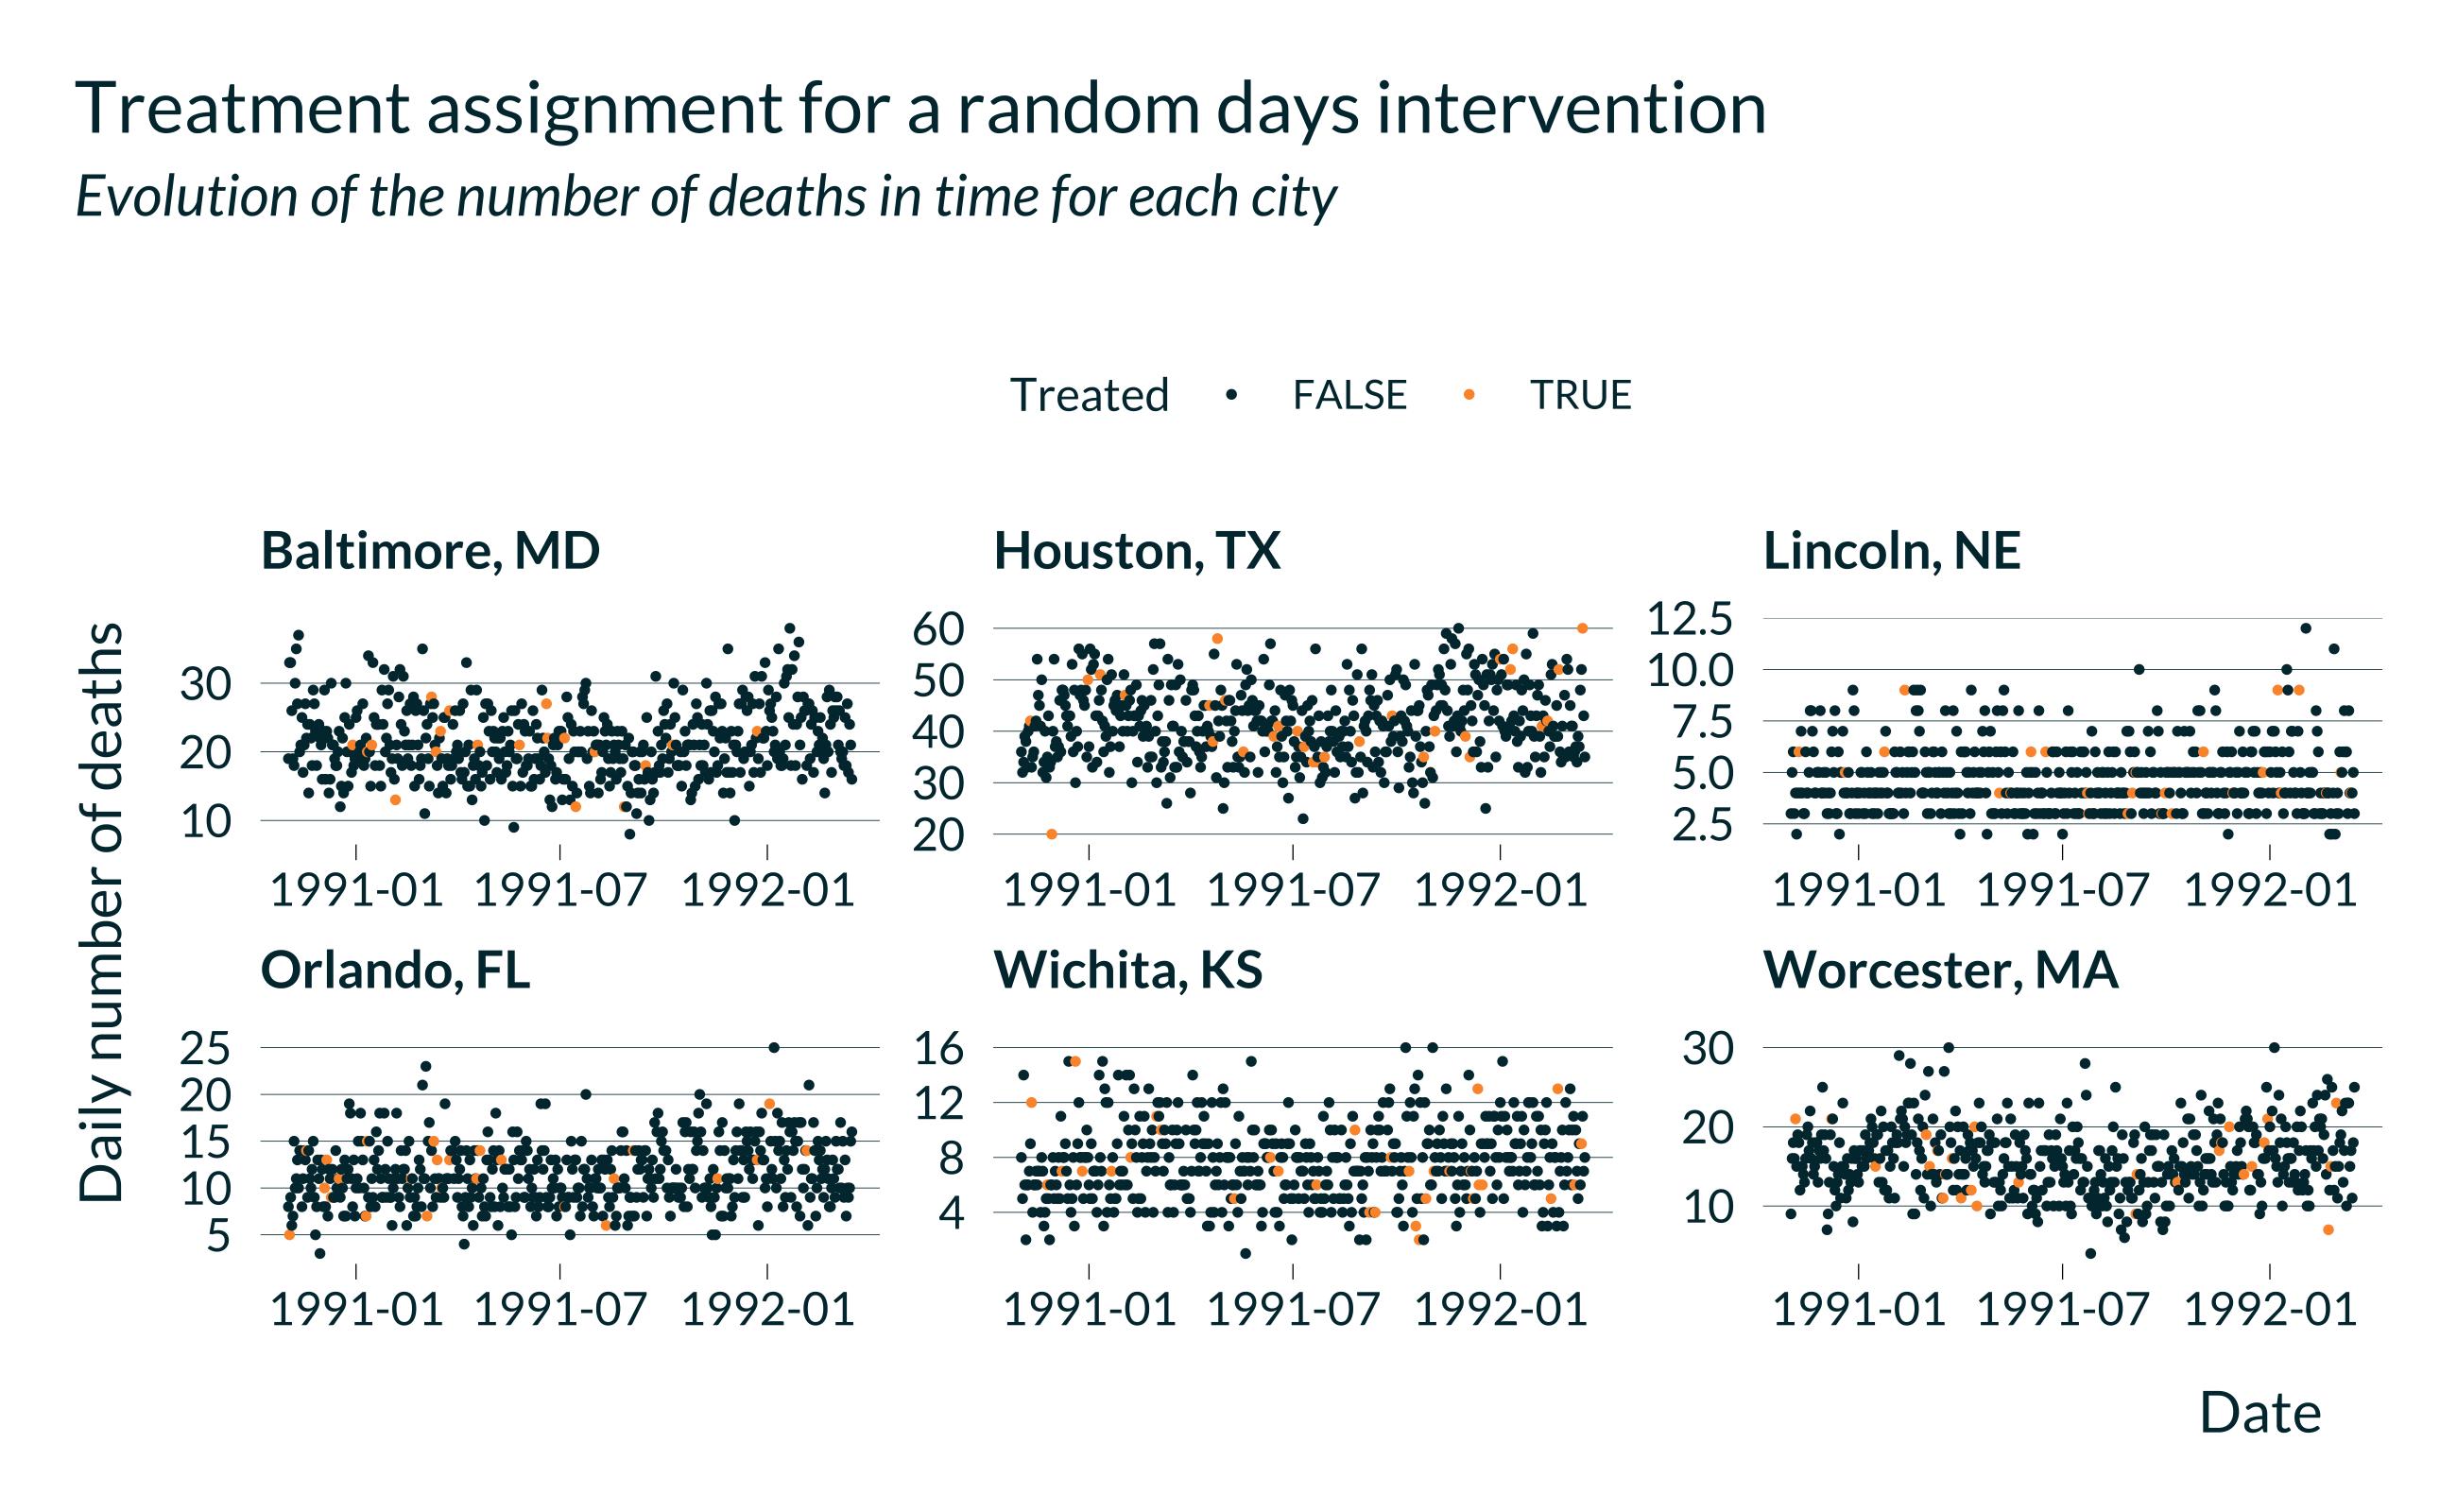 Treatment assignment for a random days intervention
Evolution of the number of deaths in time for each city
Treated FALSE TRUE
Daily number of deaths
Baltimore, MD
30
20
10
1991-01 1991-07 1992-01
Houston, TX
60
50
40
30
20
1991-01 1991-07 1992-01
Lincoln, NE
12.5
10.0
7.5
5.0
2.5
1991-01 1991-07 1992-01
Orlando, FL
25
20
15
10
5
1991-01 1991-07 1992-01
Wichita, KS
16
12
8
4
1991-01 1991-07 1992-01
Worcester, MA
30
20
10
1991-01 1991-07 1992-01
Date